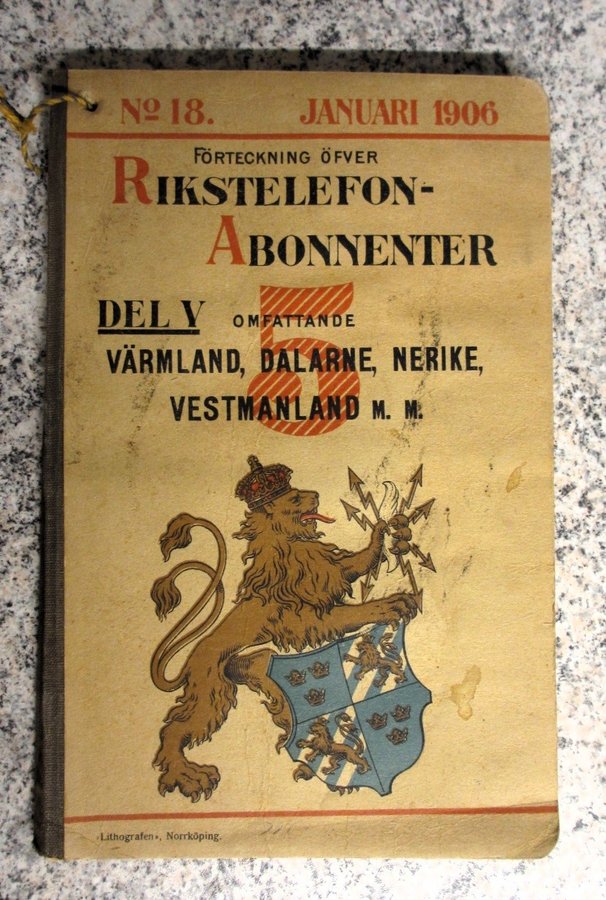 No 18. JANUARI 1906
FÖRTECKNING ÖFVER
RIKSTELEFON-
ABONNENTER
5
DEL V OMFATTANDE
VÄRMLAND, DALARNE, NERIKE,
VESTMANLAND M. M.
»Lithografen», Norrköping.